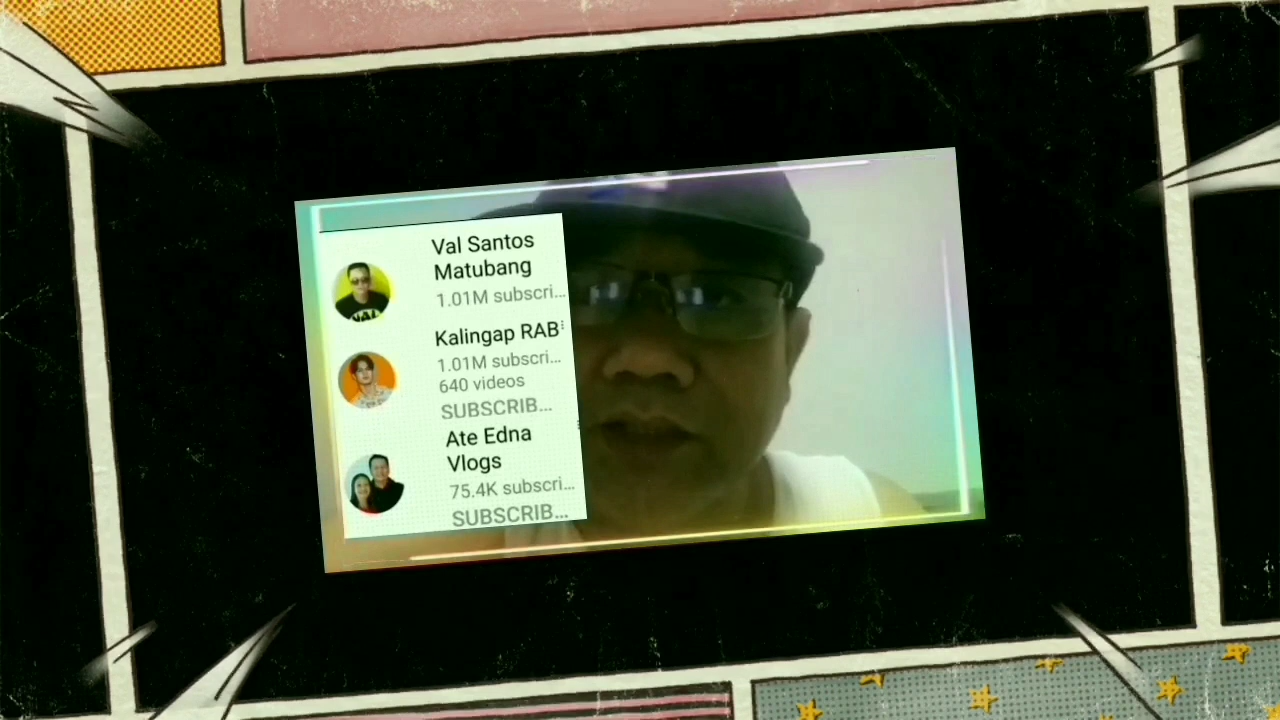 Val Santos
Matubang
1.01M subscri...
Kalingap RAB
1.01M subscri...
640 videos
SUBSCRIB...
Ate Edna
Vlogs
75.4K subscri...
SUBSCRIB...